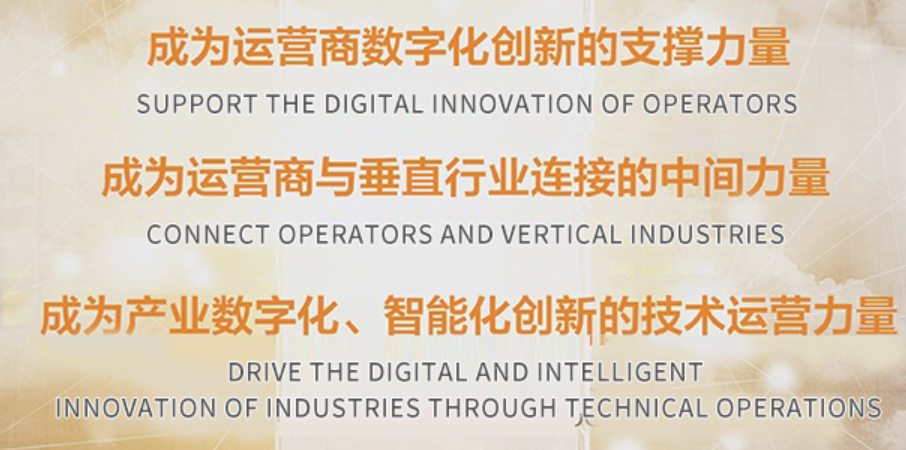 成为运营商数字化创新的支撑力量
SUPPORT THE DIGITAL INNOVATION OF OPERATORS
成为运营商与垂直行业连接的中间力量
CONNECT OPERATORS AND VERTICAL INDUSTRIES
成为产业数字化、智能化创新的技术运营力量
DRIVE THE DIGITAL AND INTELLIGENT
INNOVATION OF INDUSTRIES THROUGH TECHNICAL OPERATIONS